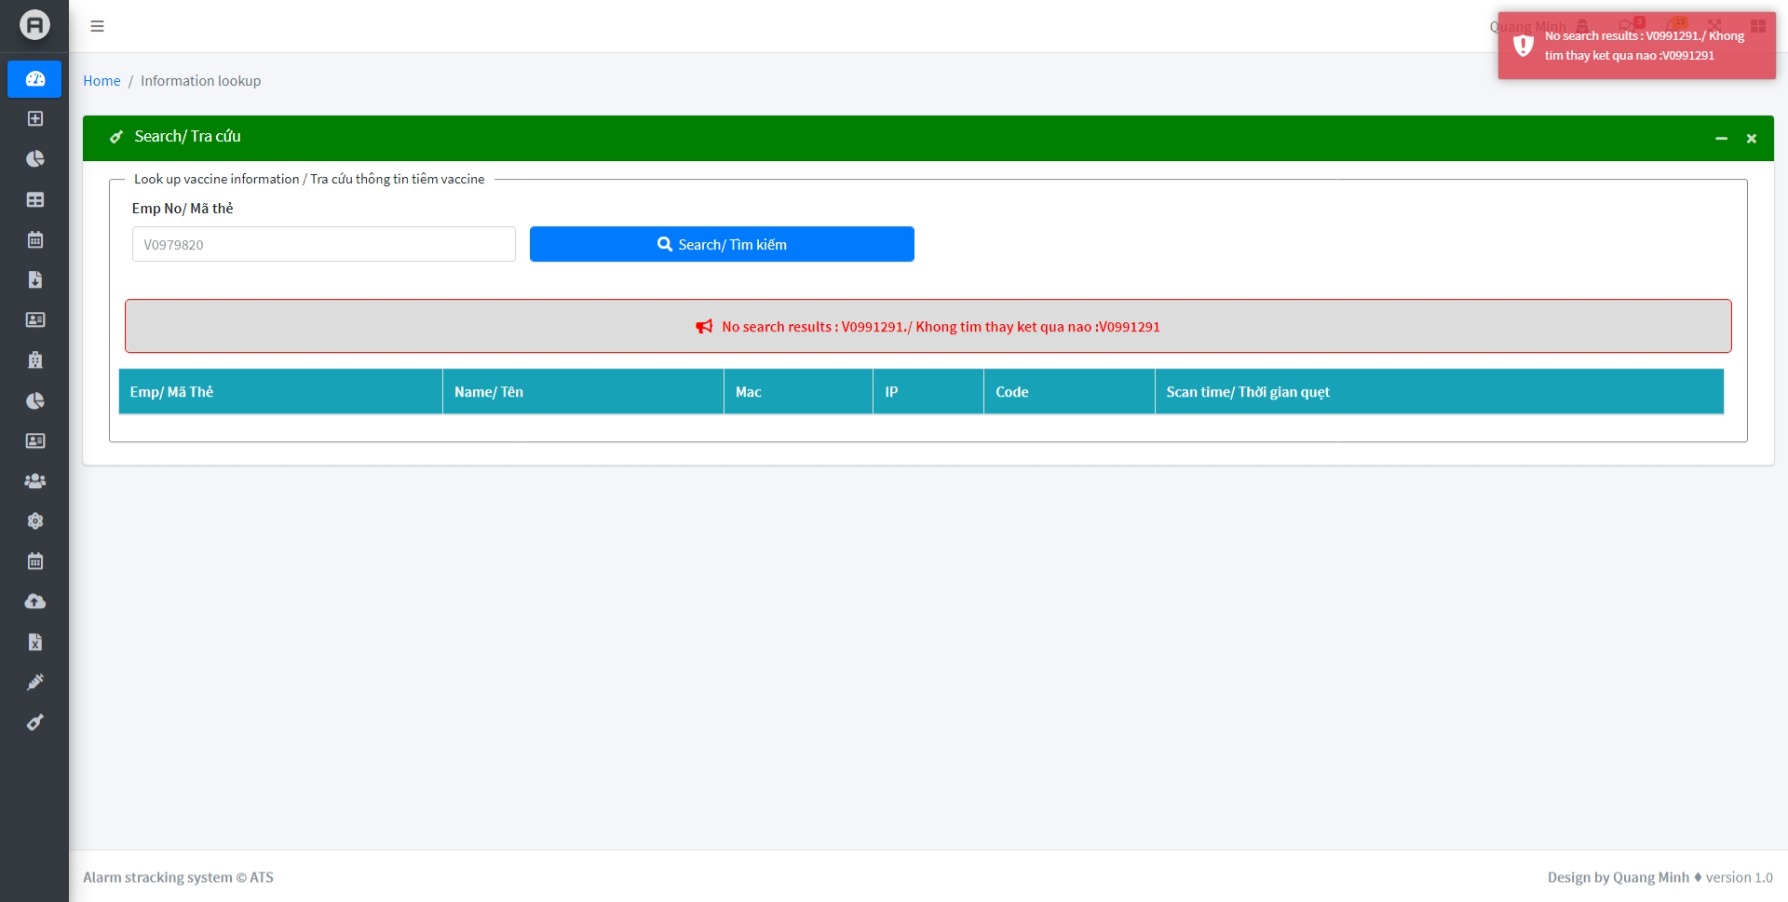 A
Quang Minh
No search results : V0991291./ Khong
tim thay ket qua nao :V0991291
Home / Information lookup
Search/ Tra cứu
Look up vaccine information / Tra cứu thông tin tiêm vaccine
Emp No/ Mã thẻ
V0979820
Search/ Tìm kiếm
No search results : V0991291./ Khong tim thay ket qua nao :V0991291
Emp/ Mã Thẻ Name/ Tên Mac IP Code Scan time/ Thời gian quẹt
Alarm stracking system © ATS
Design by Quang Minh ♦ version 1.0